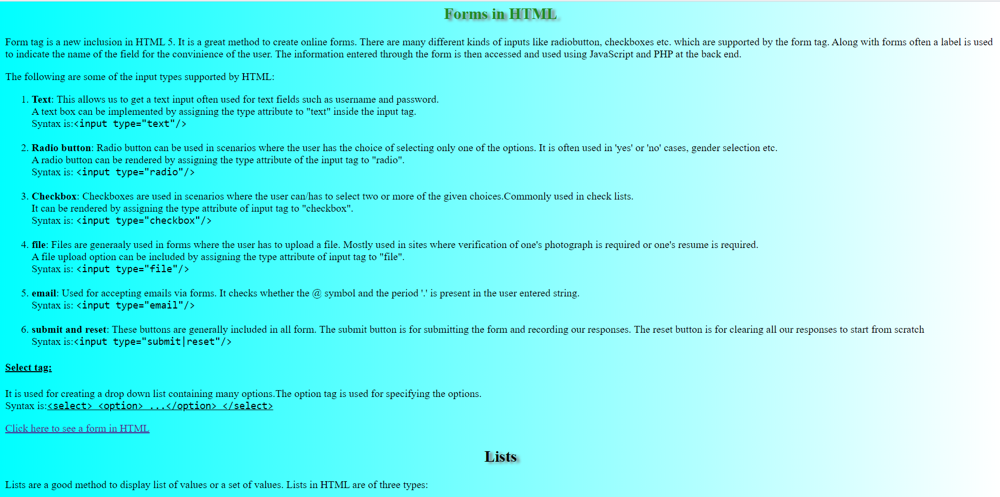 Forms in HTML
Form tag is a new inclusion in HTML 5. It is a great method to create online forms. There are many different kinds of inputs like radiobutton, checkboxes etc. which are supported by the form tag. Along with forms often a label is used
to indicate the name of the field for the convinience of the user. The information entered through the form is then accessed and used using JavaScript and PHP at the back end.
The following are some of the input types supported by HTML:
1. Text: This allows us to get a text input often used for text fields such as username and password.
A text box can be implemented by assigning the type attribute to "text" inside the input tag.
Syntax is:<input type="text"/>
2. Radio button: Radio button can be used in scenarios where the user has the choice of selecting only one of the options. It is often used in 'yes' or 'no' cases, gender selection etc.
A radio button can be rendered by assigning the type attribute of the input tag to "radio".
Syntax is: <input type="radio"/>
3. Checkbox: Checkboxes are used in scenarios where the user can/has to select two or more of the given choices.Commonly used in check lists.
It can be rendered by assigning the type attribute of input tag to "checkbox".
Syntax is: <input type="checkbox"/>
4. file: Files are generaaly used in forms where the user has to upload a file. Mostly used in sites where verification of one's photograph is required or one's resume is required.
A file upload option can be included by assigning the type attribute of input tag to "file".
Syntax is: <input type="file"/>
5. email: Used for accepting emails via forms. It checks whether the @ symbol and the period '.' is present in the user entered string.
Syntax is: <input type="email"/>
6. submit and reset: These buttons are generally included in all form. The submit button is for submitting the form and recording our responses. The reset button is for clearing all our responses to start from scratch
Syntax is:<input type="submit|reset"/>
Select tag:
It is used for creating a drop down list containing many options.The option tag is used for specifying the options.
Syntax is:<select> <option> ...</option> </select>
Click here to see a form in HTML
Lists
Lists are a good method to display list of values or a set of values. Lists in HTML are of three types: